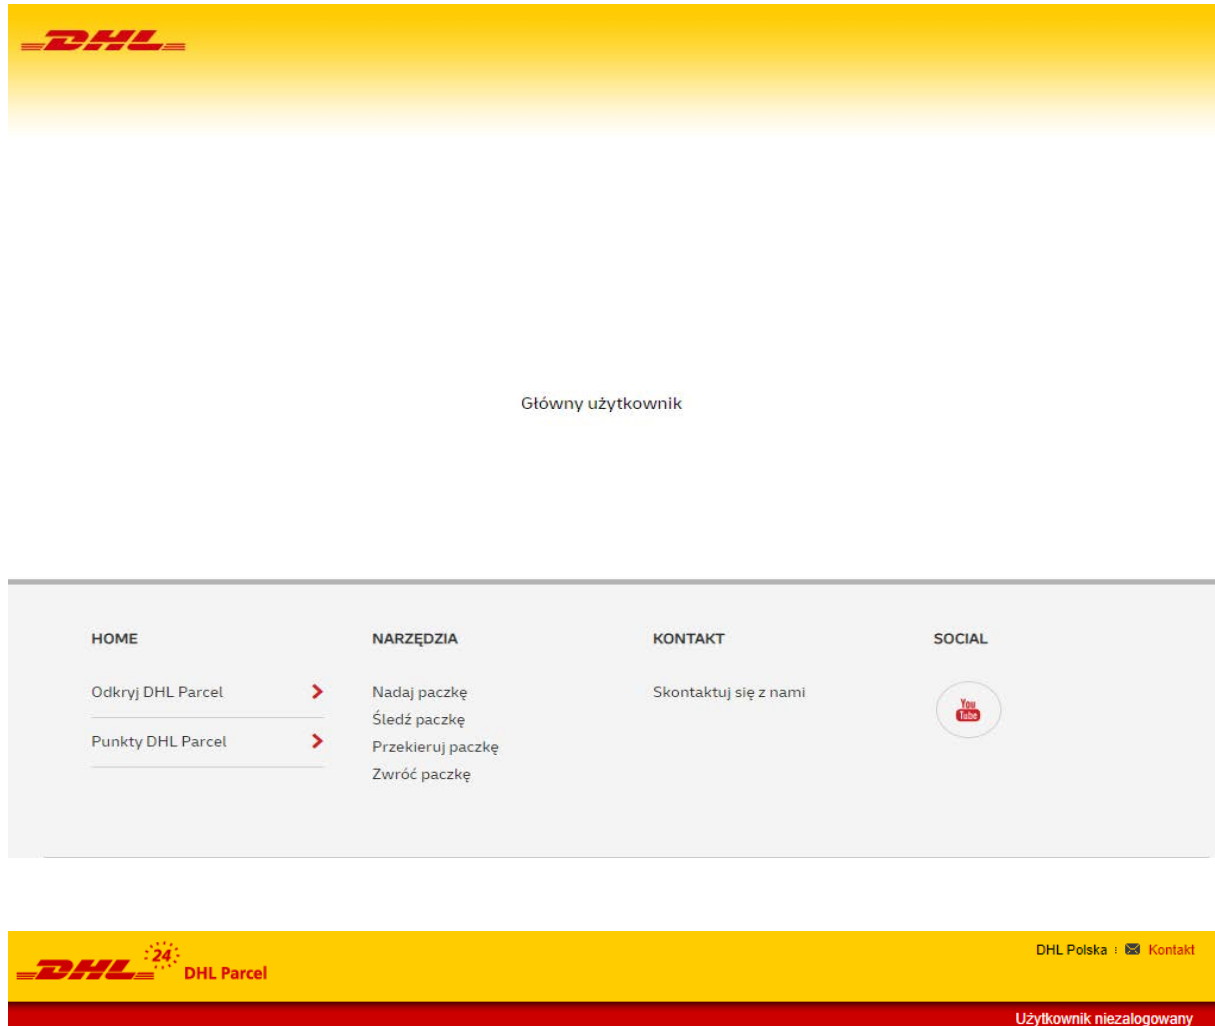 DHL
Główny użytkownik
HOME
Odkryj DHL Parcel
Punkty DHL Parcel
NARZĘDZIA
Nadaj paczkę
Śledź paczkę
Przekieruj paczkę
Zwróć paczkę
KONTAKT
Skontaktuj się z nami
SOCIAL
You
Tube
DHL 24 DHL Parcel
DHL Polska Kontakt
Użytkownik niezalogowany